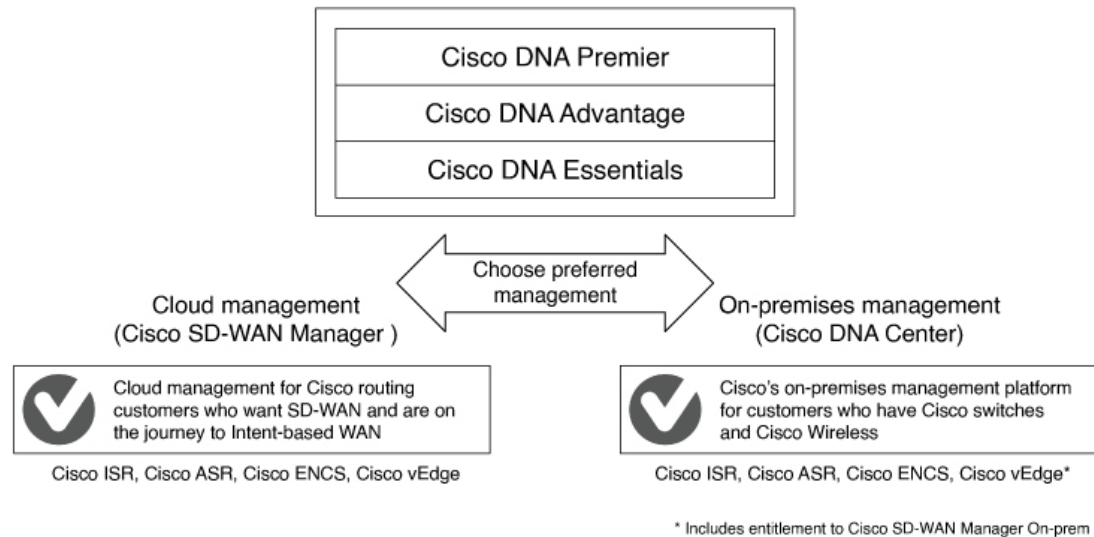 Cisco DNA Premier
Cisco DNA Advantage
Cisco DNA Essentials
Choose preferred
management
Cloud management
(Cisco SD-WAN Manager )
On-premises management
(Cisco DNA Center)
Cloud management for Cisco routing
customers who want SD-WAN and are on
the journey to Intent-based WAN
Cisco's on-premises management platform
for customers who have Cisco switches
and Cisco Wireless
Cisco ISR, Cisco ASR, Cisco ENCS, Cisco vEdge
Cisco ISR, Cisco ASR, Cisco ENCS, Cisco vEdge*
* Includes entitlement to Cisco SD-WAN Manager On-prem